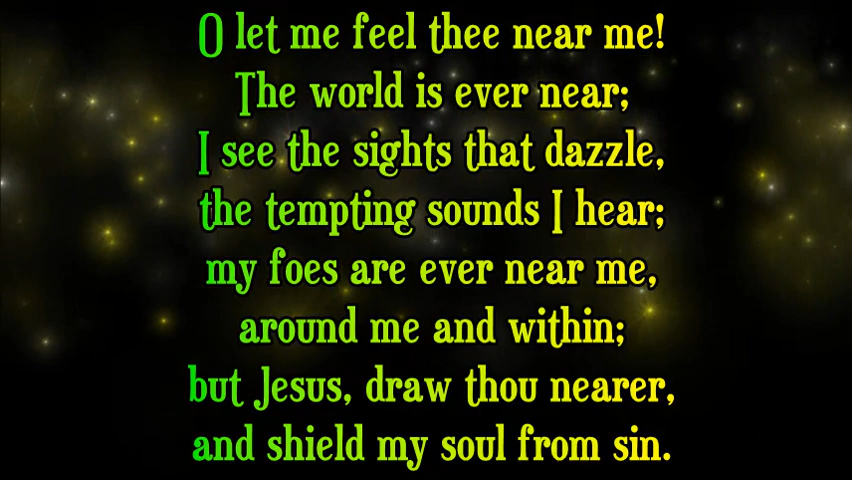 O let me feel thee near me!
The world is ever near;
I see the sights that dazzle,
the tempting sounds I hear;
my foes are ever near me,
around me and within;
but Jesus, draw thou nearer,
and shield my soul from sin.